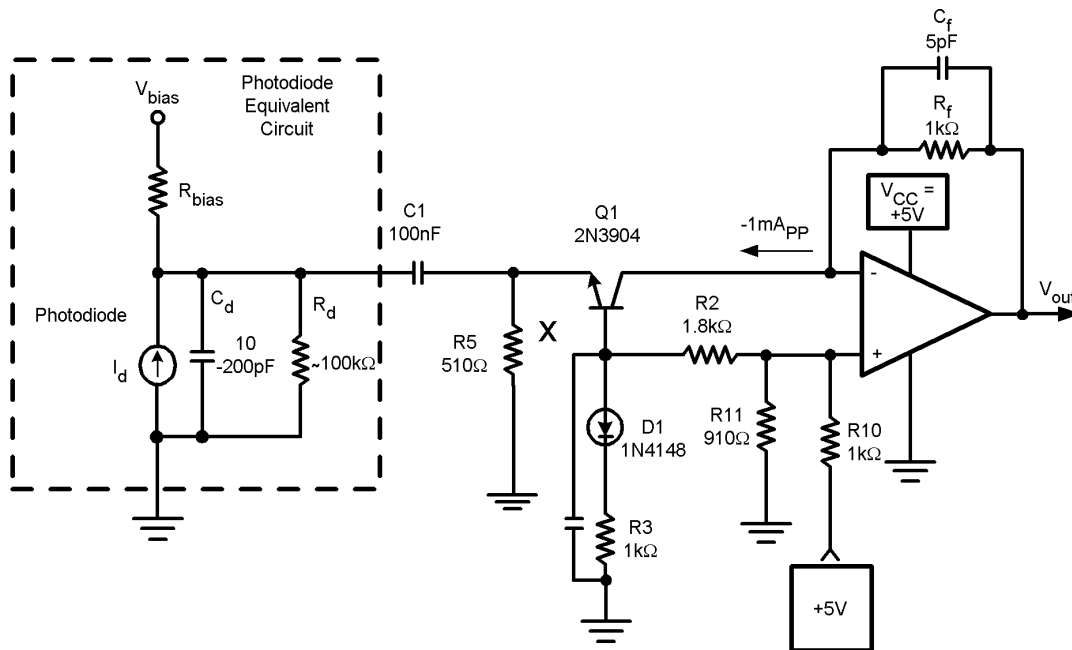 Photodiode
Equivalent
Circuit
Vbias
Rbias
Photodiode
Id
Cd
10
-200pF
Rd
~100kΩ
C1
100nF
R5
510Ω
X
Q1
2N3904
-1mAPP
Cf
5pF
Rf
1kΩ
VCC =
+5V
-
+
Vout
R2
1.8kΩ
R11
910Ω
R10
1kΩ
D1
1N4148
R3
1kΩ
+5V